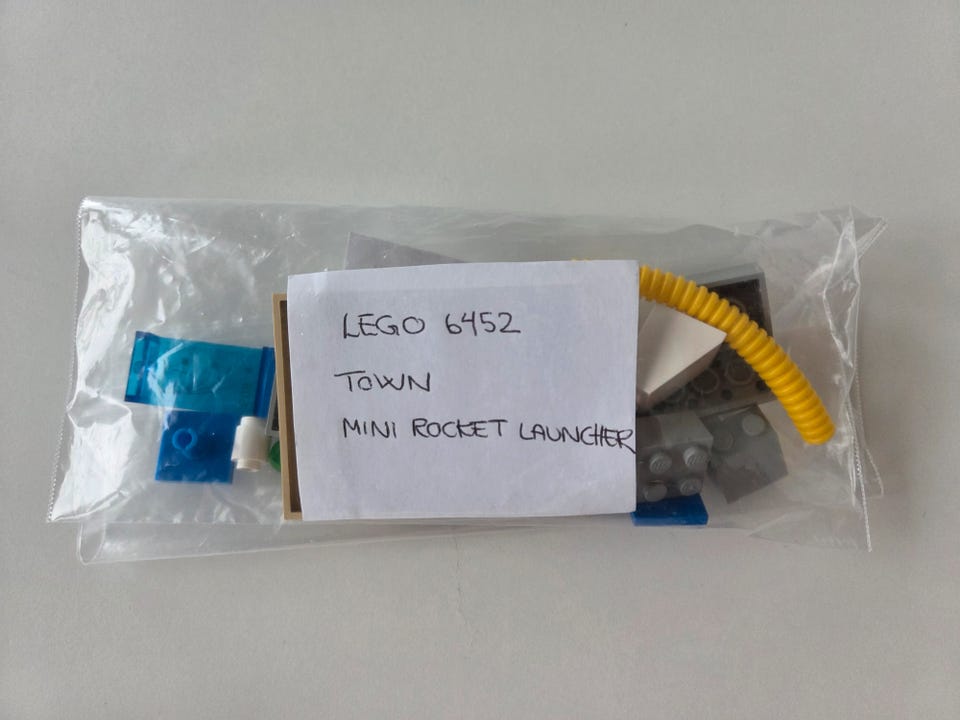 LEGO 6452
TOWN
MINI ROCKET LAUNCHER